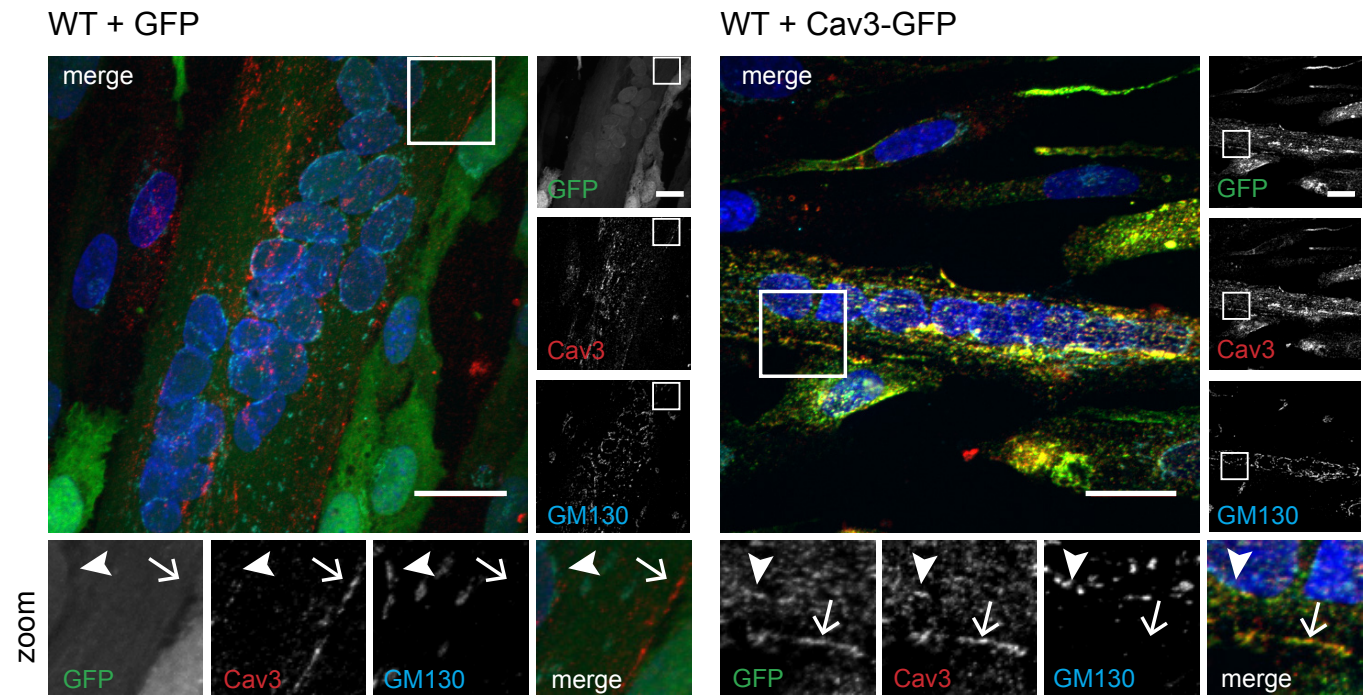 WT + GFP
WT + Cav3-GFP
merge
GFP
Cav3
GM130
merge
GFP
Cav3
GM130
zoom
GFP
Cav3
GM130
merge
GFP
Cav3
GM130
merge